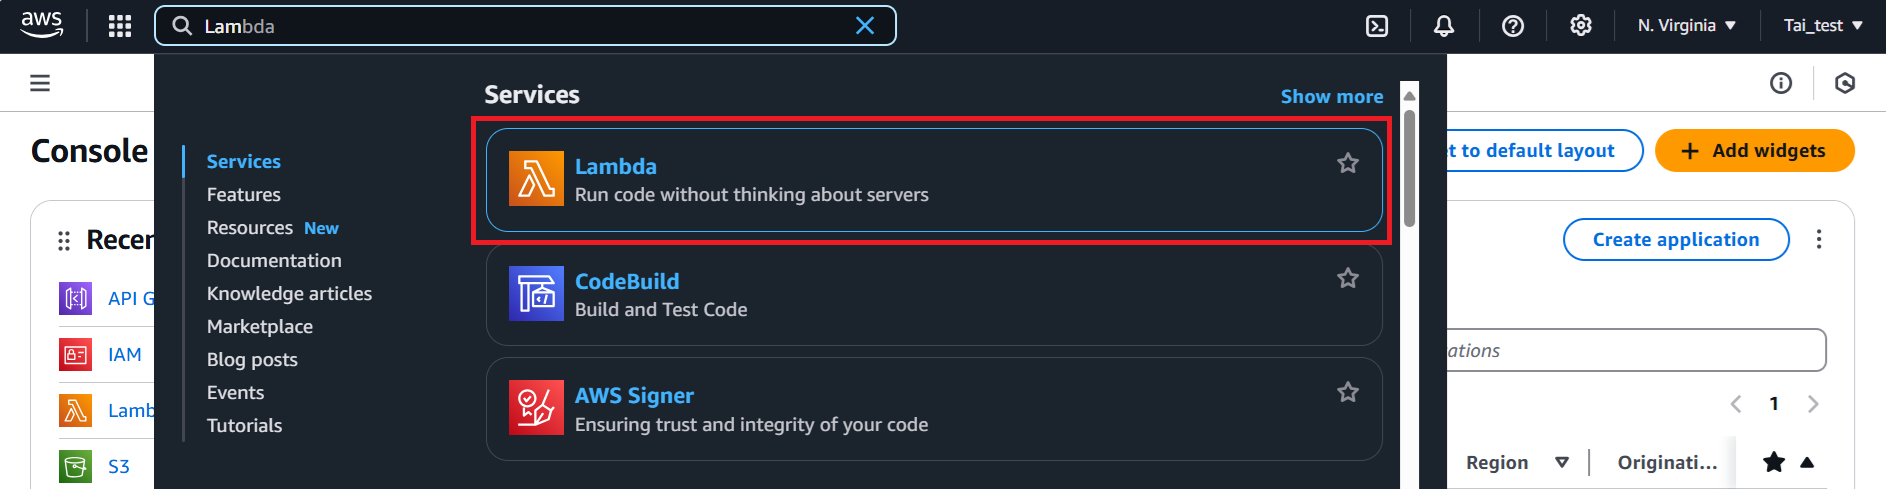 aws
Lambda
N. Virginia
Tai_test
Services
Show more
Services
Features
Resources New
Documentation
Knowledge articles
Marketplace
Blog posts
Events
Tutorials
Lambda
Run code without thinking about servers
CodeBuild
Build and Test Code
AWS Signer
Ensuring trust and integrity of your code
Console
to default layout
Add widgets
Recen
API G
IAM
Lamb
S3
Create application
ations
1
Region
Originati...